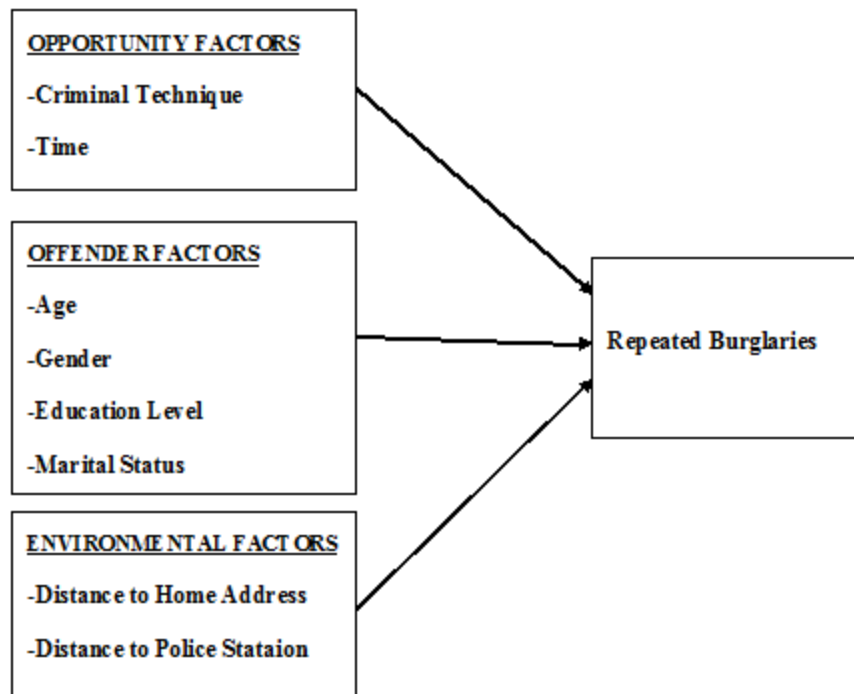 OPPORTUNITY FACTORS
-Criminal Technique
-Time
OFFENDER FACTORS
-Age
-Gender
-Education Level
-Marital Status
ENVIRONMENTAL FACTORS
-Distance to Home Address
-Distance to Police Stataion
Repeated Burglaries